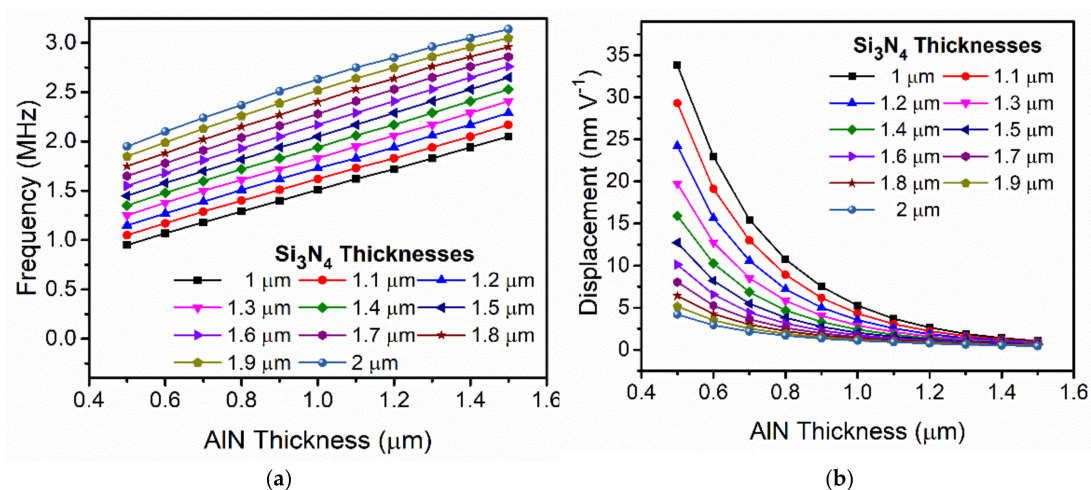 3.0
2.5
2.0
1.5
1.0
0.5
0.0
Frequency (MHz)
Si₃N₄ Thicknesses
1 μm 1.1 μm 1.2 μm
1.3 μm 1.4 μm 1.5 μm
1.6 μm 1.7 μm 1.8 μm
1.9 μm 2 μm
0.4 0.6 0.8 1.0 1.2 1.4 1.6
AlN Thickness (μm)
(a)
35
30
25
20
15
10
5
0
Displacement (nm V⁻¹)
Si₃N₄ Thicknesses
1 μm 1.1 μm
1.2 μm 1.3 μm
1.4 μm 1.5 μm
1.6 μm 1.7 μm
1.8 μm 1.9 μm
2 μm
0.4 0.6 0.8 1.0 1.2 1.4 1.6
AlN Thickness (μm)
(b)